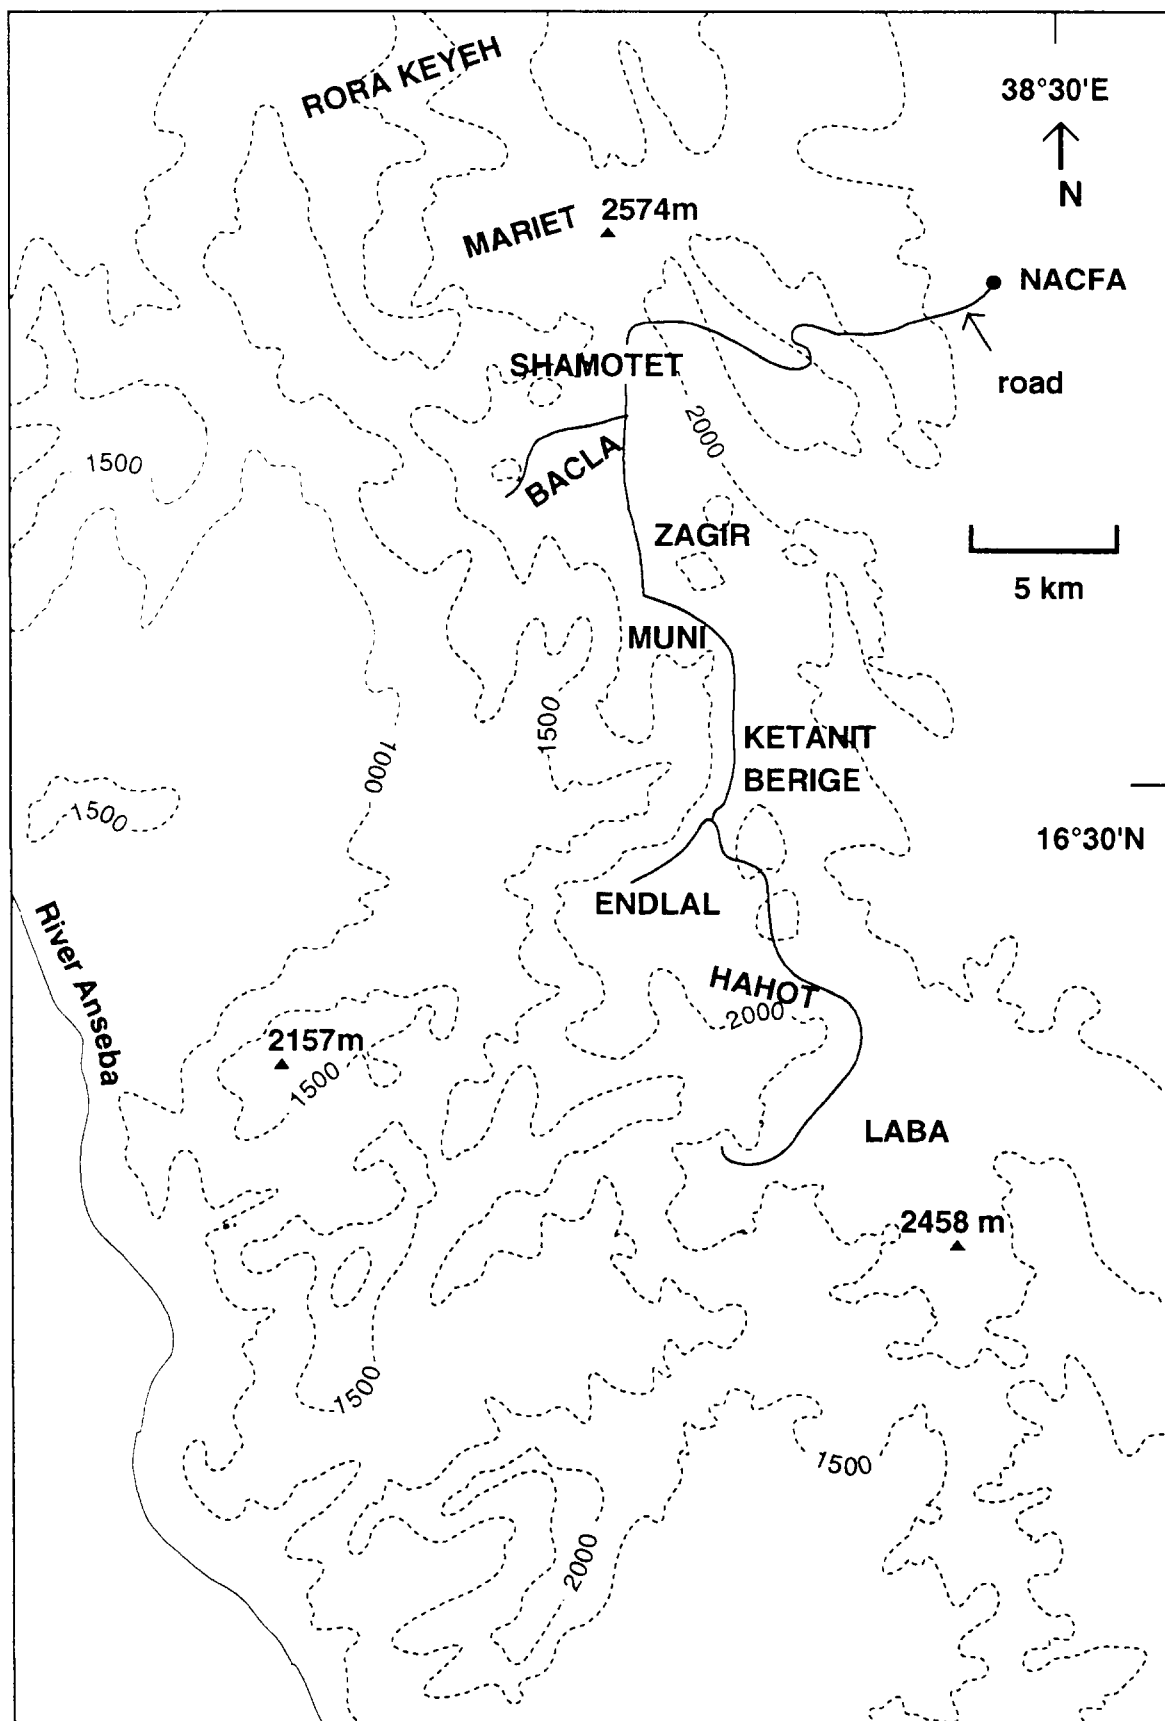 RORA KEYEH
38°30'E
N
MARIET
2574m
NACFA
SHAMOTET
road
2000
BACLA
1500
ZAGIR
5 km
MUNI
1500
KETANIT
BERIGE
1000
1500
16°30'N
ENDLAL
River Anseba
HAHOT
2000
2157m
1500
LABA
2458 m
1500
1500
2000